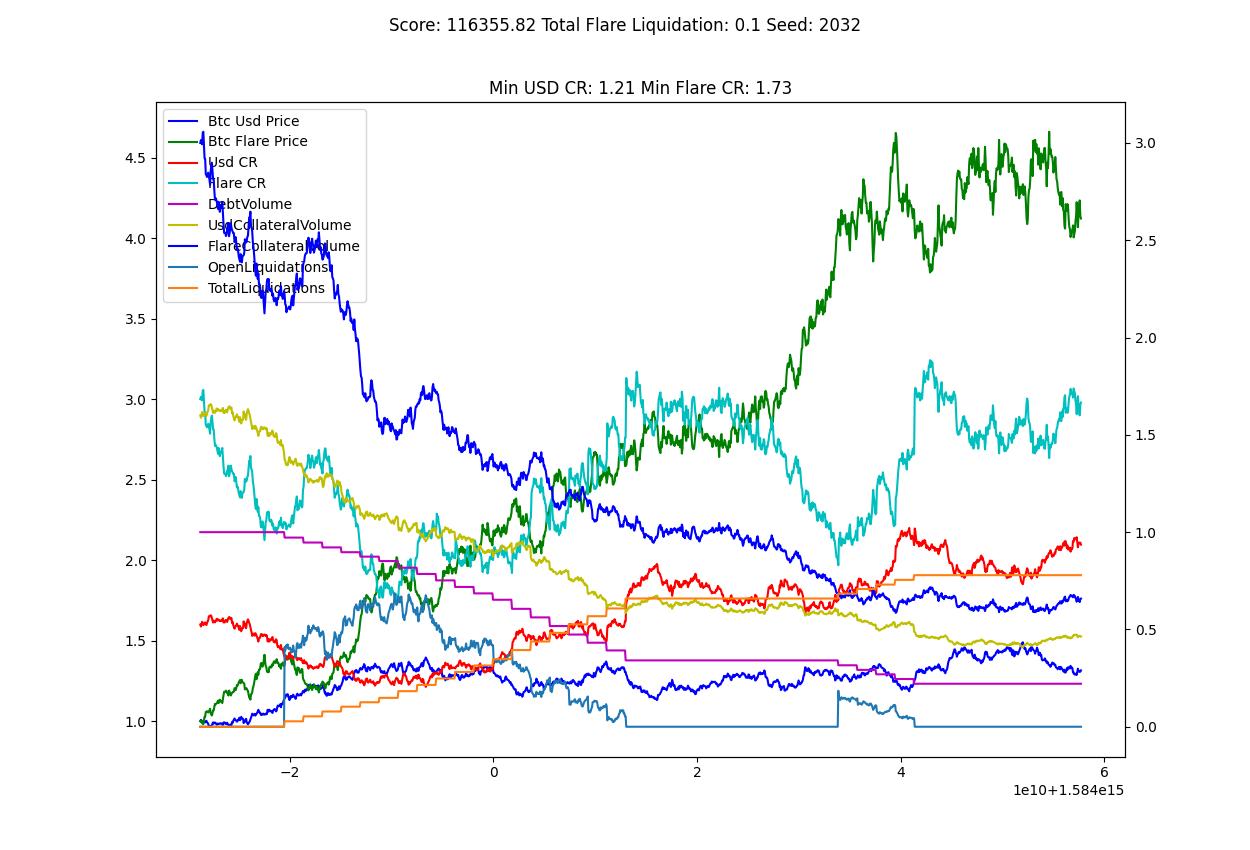 Score: 116355.82 Total Flare Liquidation: 0.1 Seed: 2032
Min USD CR: 1.21 Min Flare CR: 1.73
Btc Usd Price
Btc Flare Price
Usd CR
Flare CR
DebtVolume
UsdCollateralVolume
FlareCollateralVolume
OpenLiquidations
TotalLiquidations
4.5
4.0
3.5
3.0
2.5
2.0
1.5
1.0
3.0
2.5
2.0
1.5
1.0
0.5
0.0
−2 0 2 4 6
1e10+1.584e15